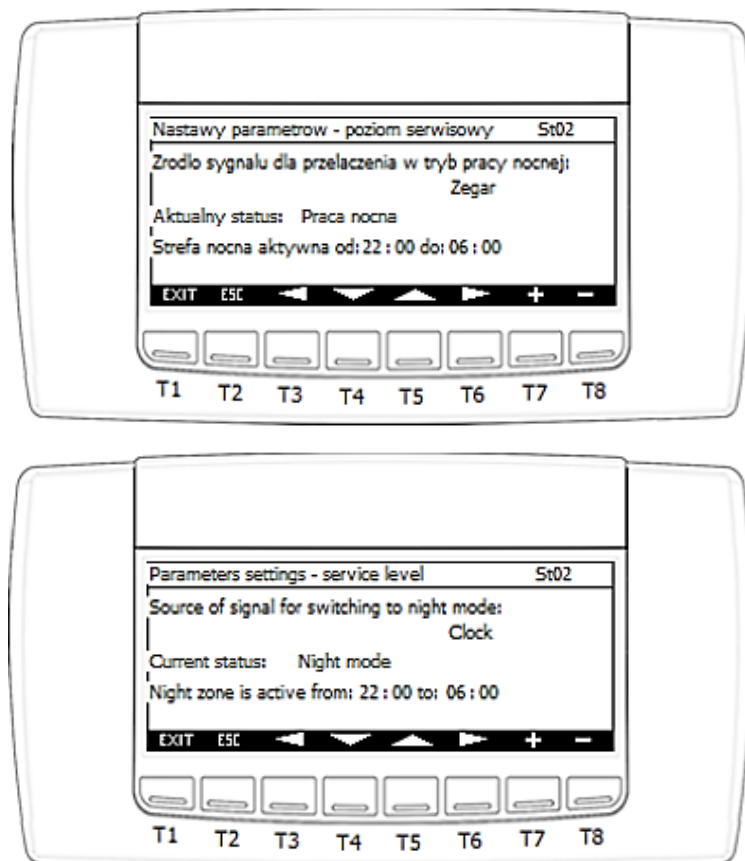 Nastawy parametrow - poziom serwisowy St02
Zrodlo sygnalu dla przelaczenia w tryb pracy nocnej:
Zegar
Aktualny status: Praca nocna
Strefa nocna aktywna od: 22 : 00 do: 06 : 00
EXIT ESC + -
T1 T2 T3 T4 T5 T6 T7 T8
Parameters settings - service level St02
Source of signal for switching to night mode:
Clock
Current status: Night mode
Night zone is active from: 22 : 00 to: 06 : 00
EXIT ESC + -
T1 T2 T3 T4 T5 T6 T7 T8